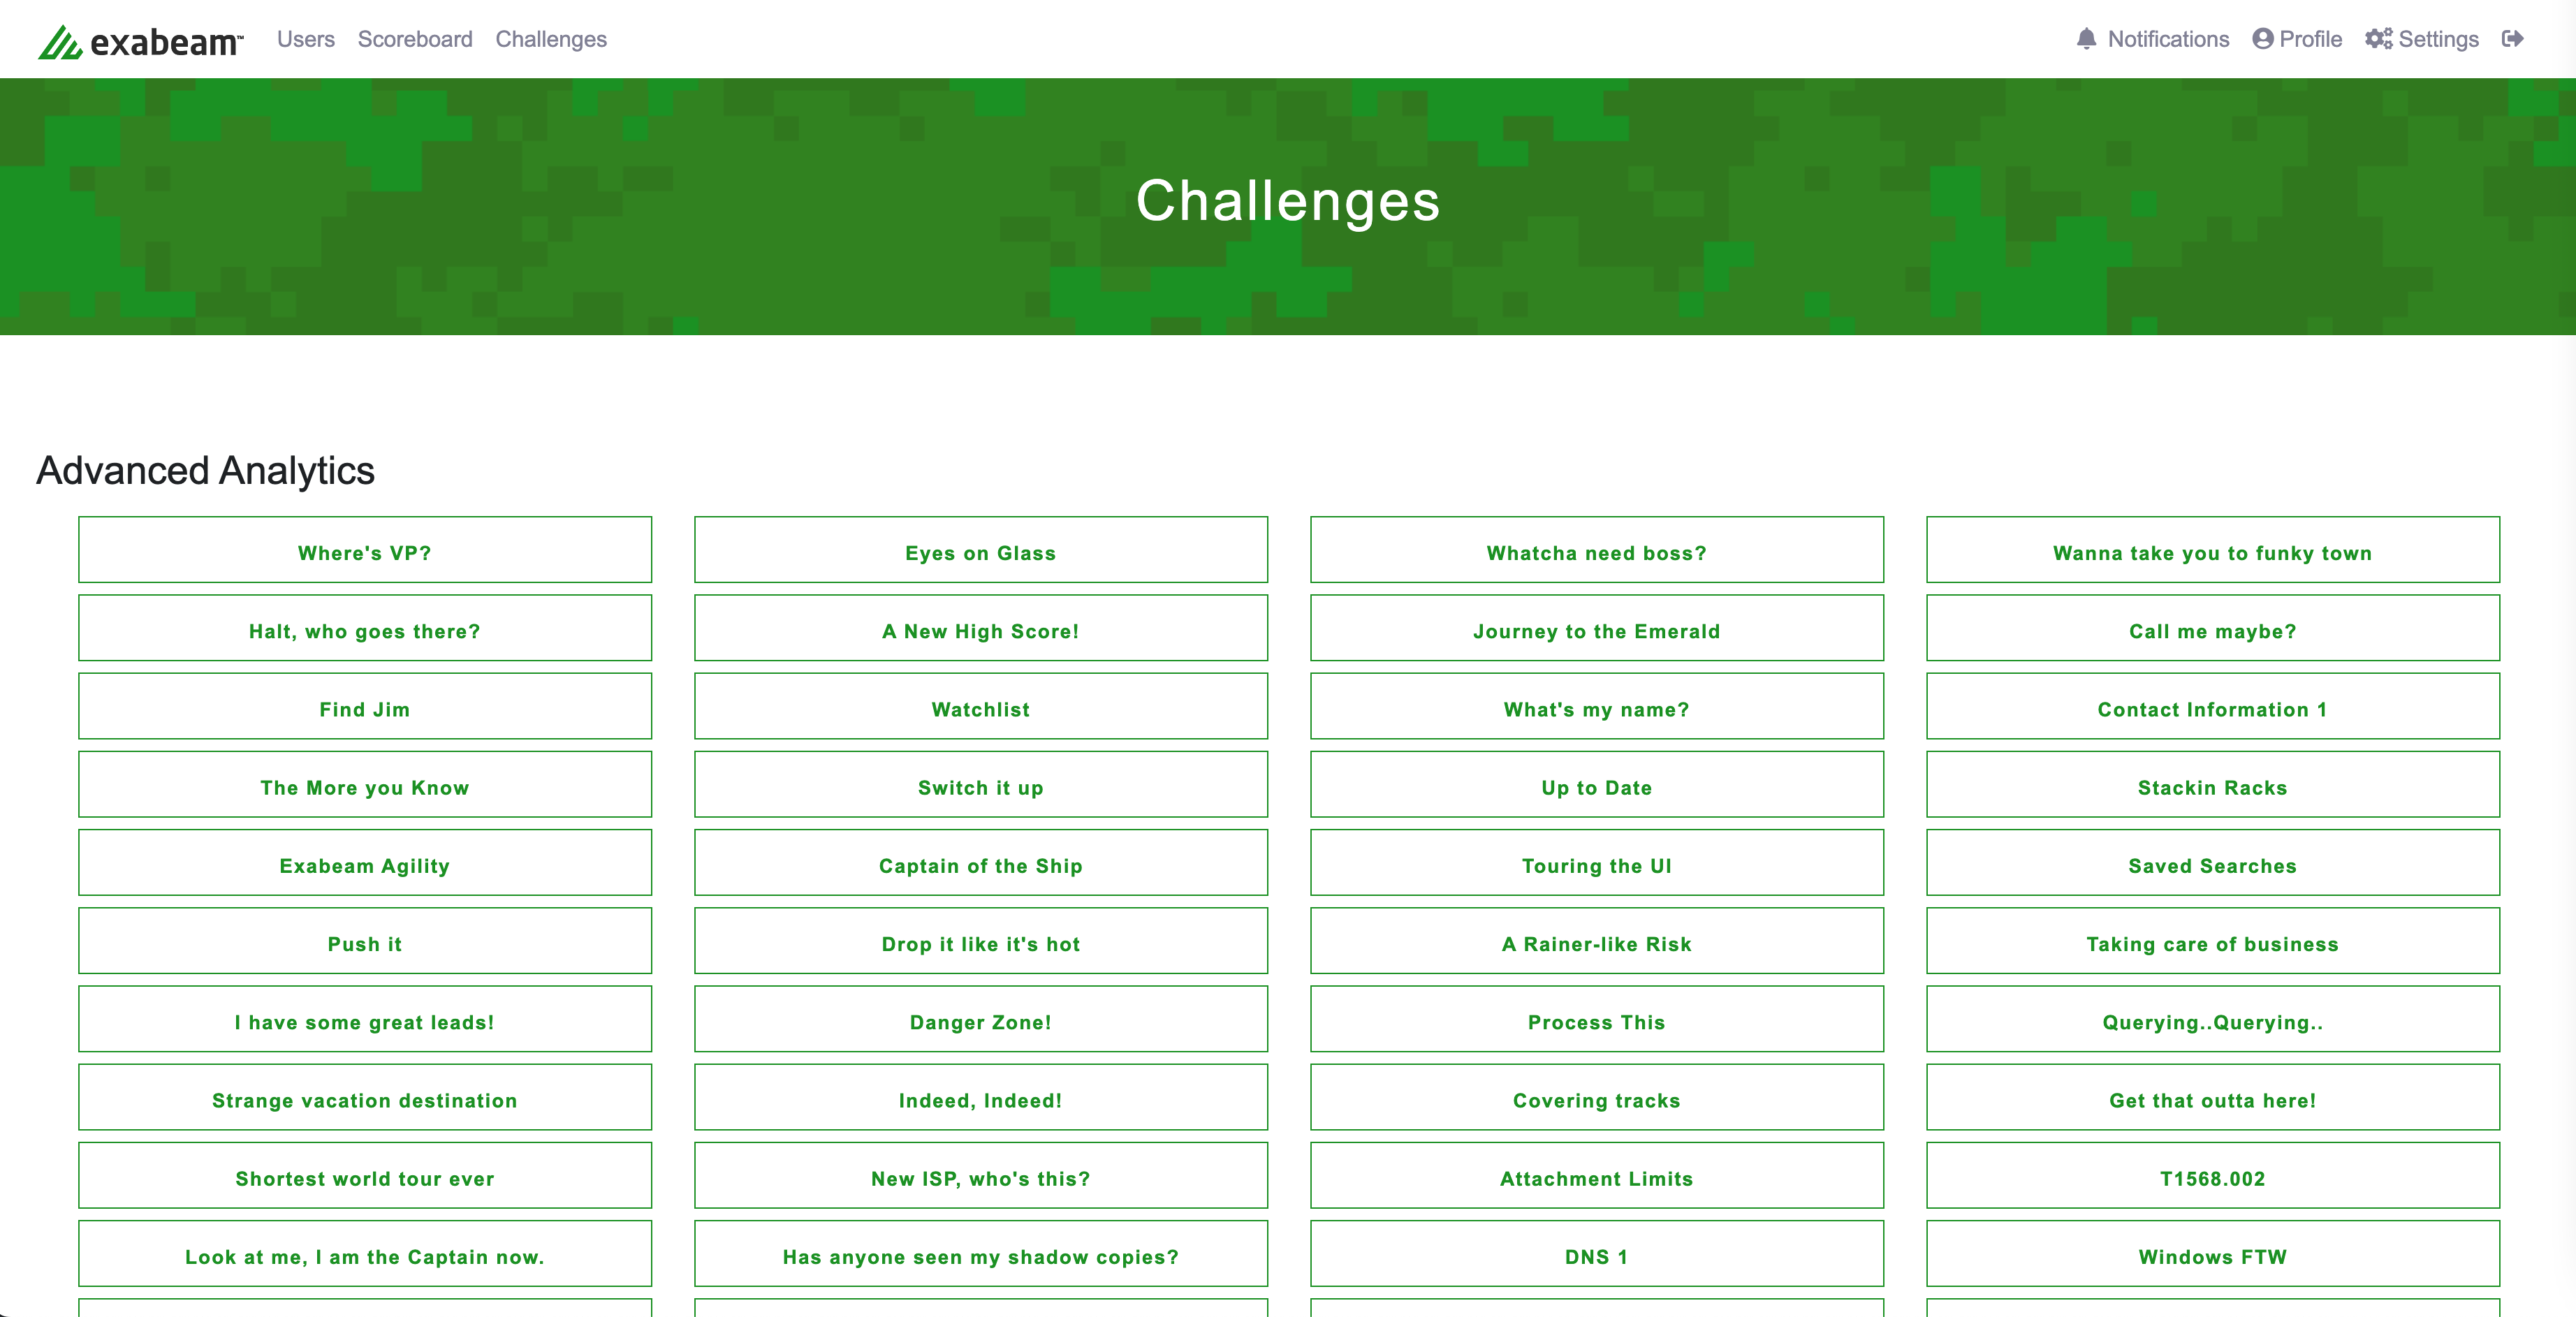 exabeam™ Users Scoreboard Challenges Notifications Profile Settings
Challenges
Advanced Analytics
Where's VP? Eyes on Glass Whatcha need boss? Wanna take you to funky town
Halt, who goes there? A New High Score! Journey to the Emerald Call me maybe?
Find Jim Watchlist What's my name? Contact Information 1
The More you Know Switch it up Up to Date Stackin Racks
Exabeam Agility Captain of the Ship Touring the UI Saved Searches
Push it Drop it like it's hot A Rainer-like Risk Taking care of business
I have some great leads! Danger Zone! Process This Querying..Querying..
Strange vacation destination Indeed, Indeed! Covering tracks Get that outta here!
Shortest world tour ever New ISP, who's this? Attachment Limits T1568.002
Look at me, I am the Captain now. Has anyone seen my shadow copies? DNS 1 Windows FTW